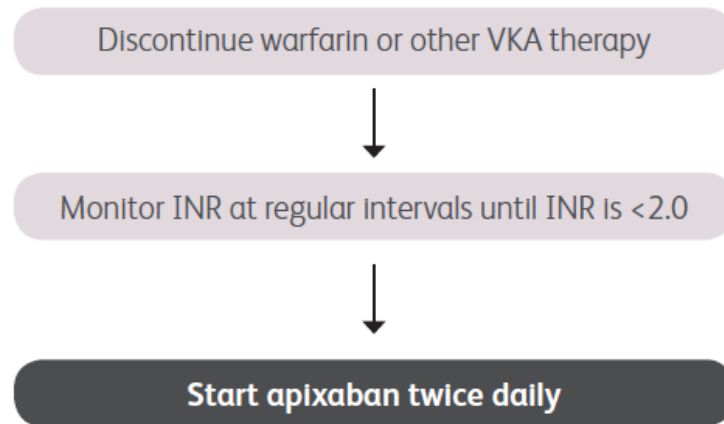 Discontinue warfarin or other VKA therapy
Monitor INR at regular intervals until INR is <2.0
Start apixaban twice daily